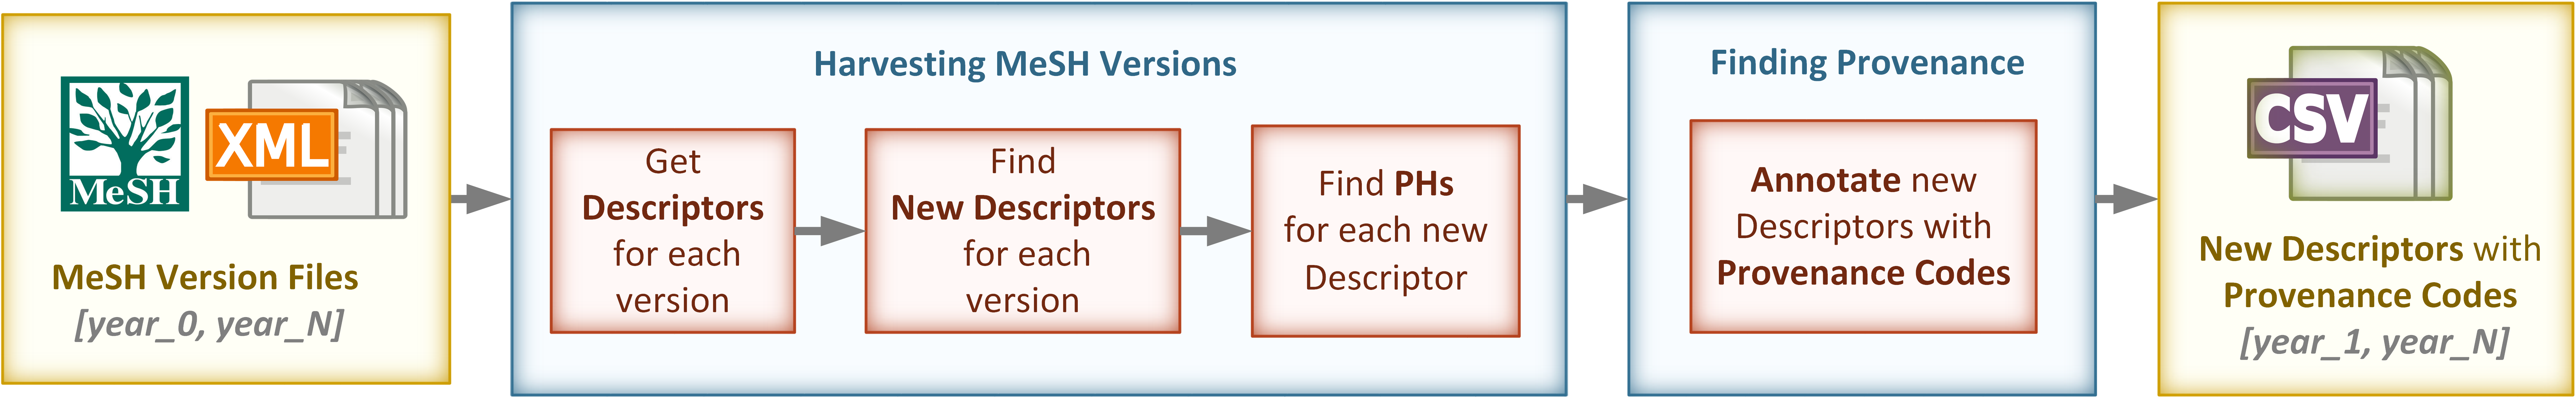 MeSH
XML
MeSH Version Files
[year_0, year_N]
Harvesting MeSH Versions
Get
Descriptors
for each
version
Find
New Descriptors
for each
version
Find PHs
for each new
Descriptor
Finding Provenance
Annotate new
Descriptors with
Provenance Codes
CSV
New Descriptors with
Provenance Codes
[year_1, year_N]